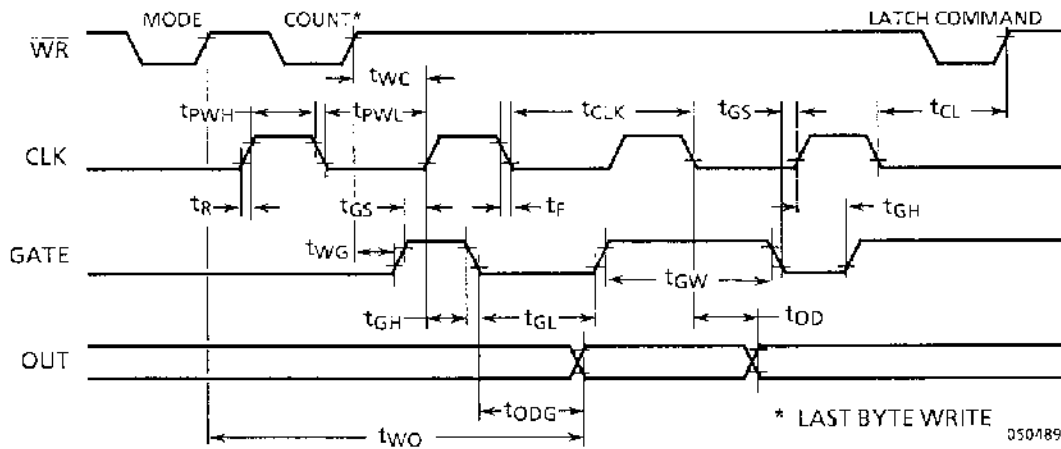 MODE COUNT* LATCH COMMAND
WR
tWC
tPWH tPWL tCLK tGS tCL
CLK
tR tGS tF tGH
tWG
GATE
tGW
tGH tGL tOD
OUT
tODG
* LAST BYTE WRITE
tWO
050489